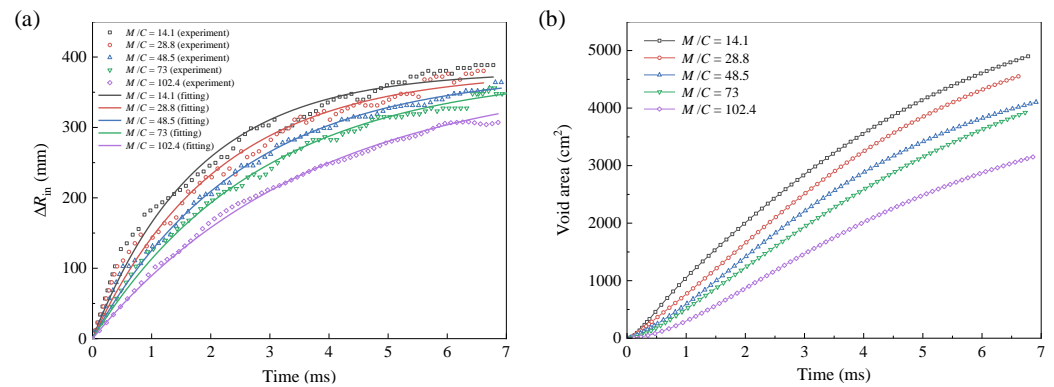 (a)
M/C = 14.1 (experiment)
M/C = 28.8 (experiment)
M/C = 48.5 (experiment)
M/C = 73 (experiment)
M/C = 102.4 (experiment)
M/C = 14.1 (fitting)
M/C = 28.8 (fitting)
M/C = 48.5 (fitting)
M/C = 73 (fitting)
M/C = 102.4 (fitting)
ΔR_in (mm)
400
300
200
100
0
0 1 2 3 4 5 6 7
Time (ms)
(b)
M/C = 14.1
M/C = 28.8
M/C = 48.5
M/C = 73
M/C = 102.4
Void area (cm²)
5000
4000
3000
2000
1000
0
0 1 2 3 4 5 6 7
Time (ms)